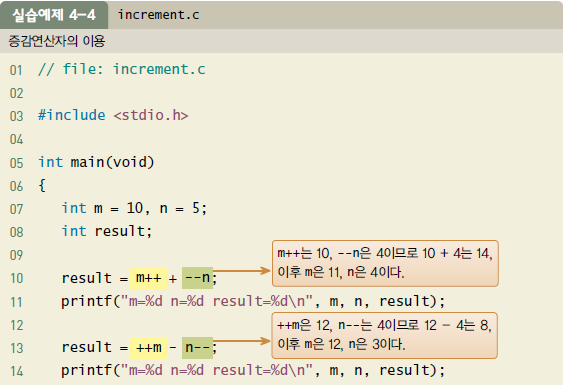 실습예제 4-4 increment.c
증감연산자의 이용
01 // file: increment.c
02
03 #include <stdio.h>
04
05 int main(void)
06 {
07 int m = 10, n = 5;
08 int result;
09
m++는 10, --n은 4이므로 10 + 4는 14,
이후 m은 11, n은 4이다.
10 result = m++ + --n;
11 printf("m=%d n=%d result=%d\n", m, n, result);
12
++m은 12, n--는 4이므로 12 - 4는 8,
이후 m은 12, n은 3이다.
13 result = ++m - n--;
14 printf("m=%d n=%d result=%d\n", m, n, result);